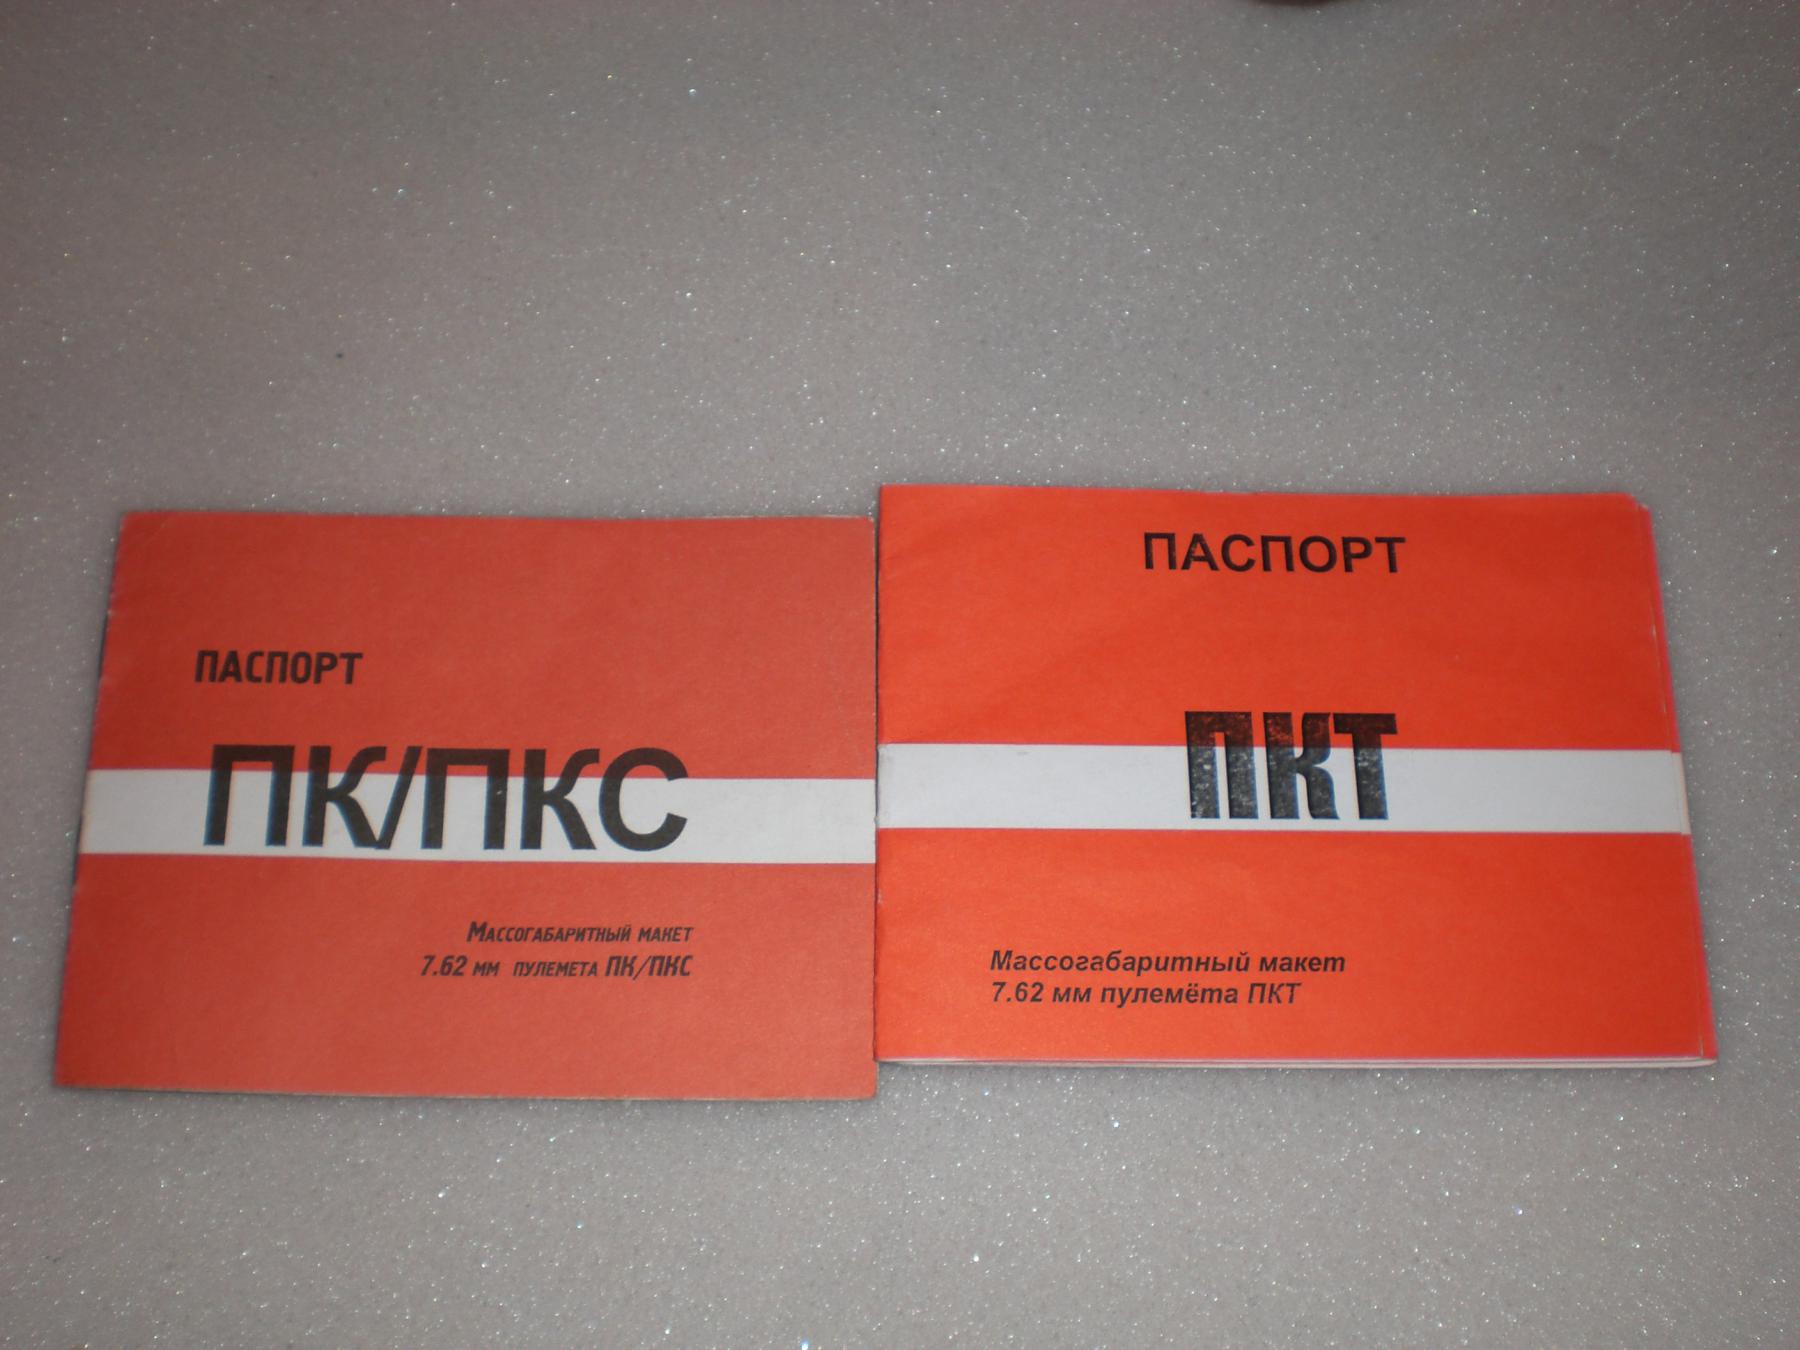 ПАСПОРТ
ПК/ПКС
Массогабаритный макет
7.62 мм пулемета ПК/ПКС
ПАСПОРТ
ПКТ
Массогабаритный макет
7.62 мм пулемёта ПКТ